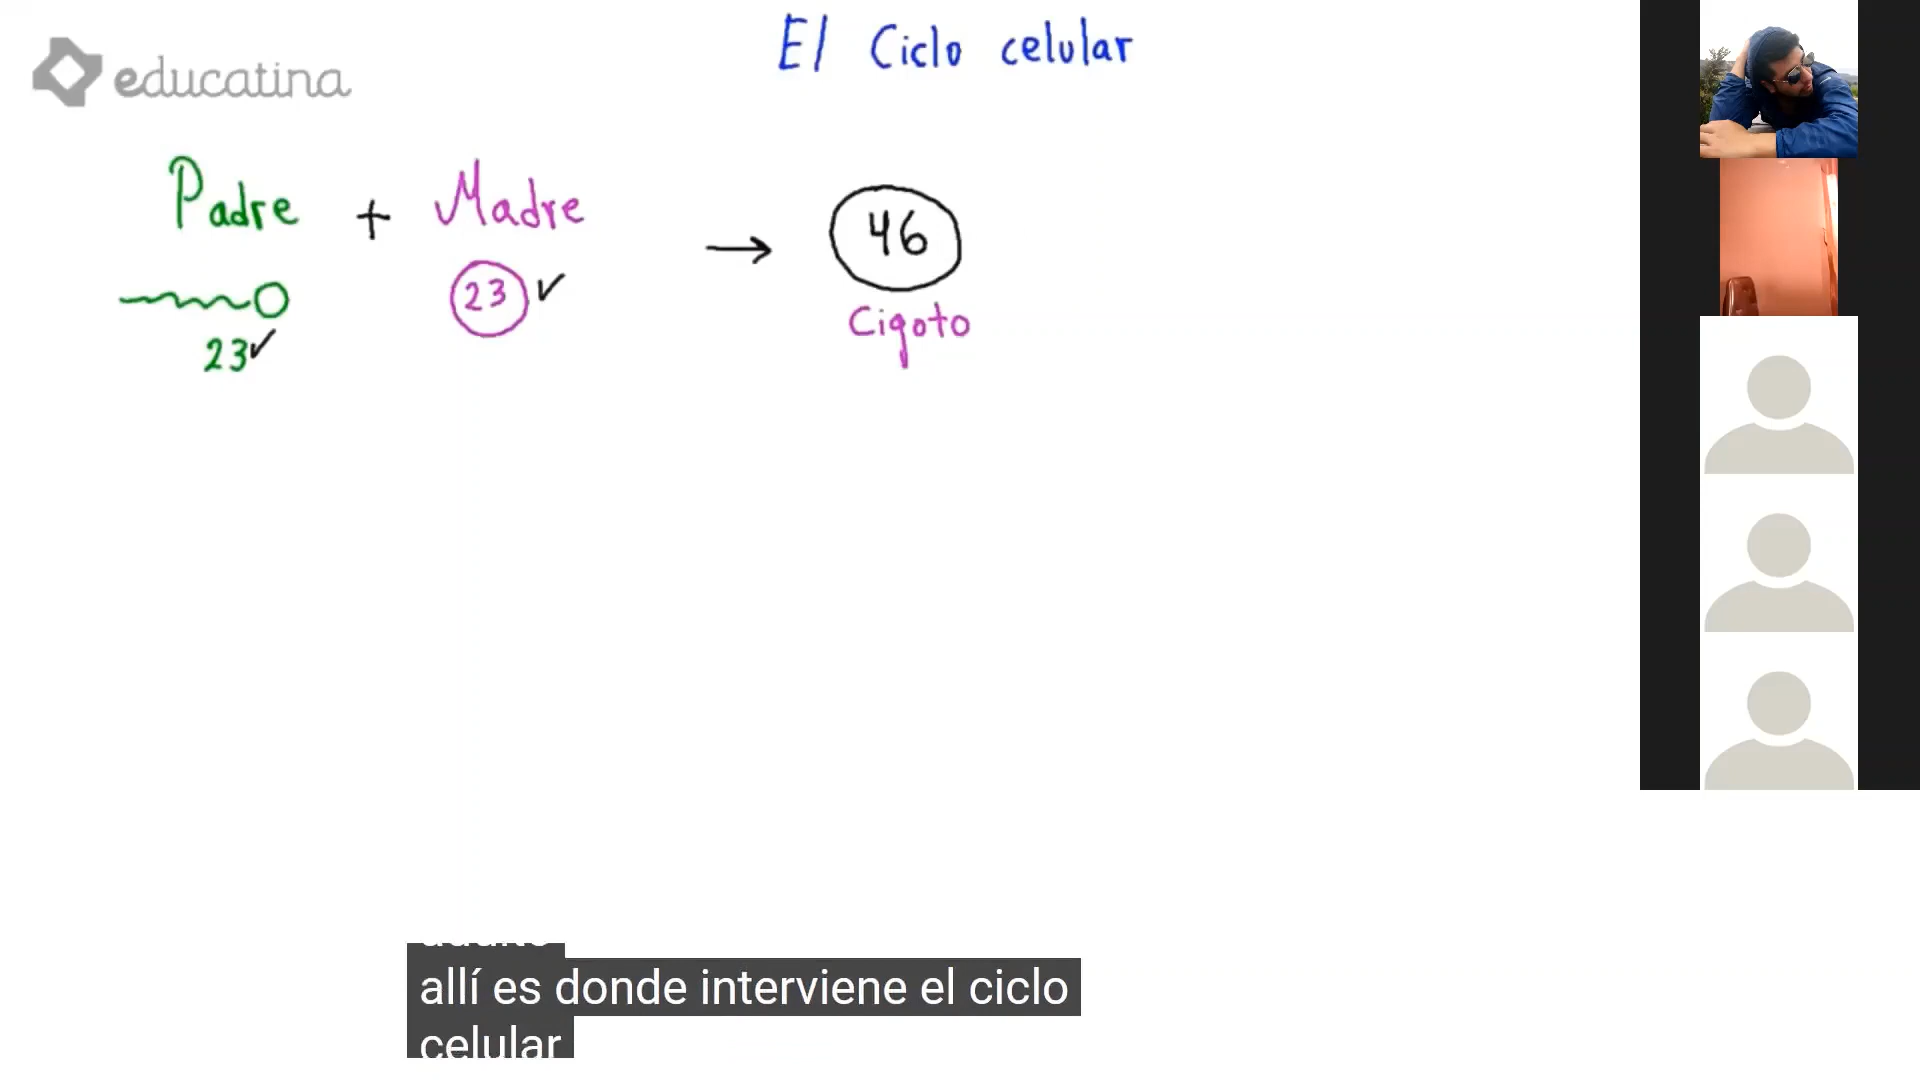 El Ciclo celular
educatina
Padre + Madre → 46
23✓ 23 ✓ Cigoto
allí es donde interviene el ciclo
celular